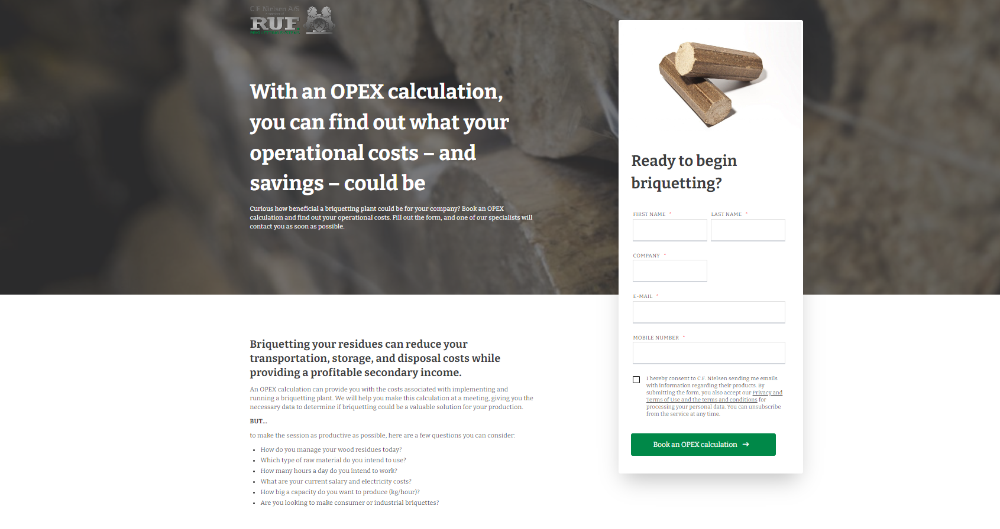 C.F. Nielsen A/S
RUF
With an OPEX calculation,
you can find out what your
operational costs – and
savings – could be
Curious how beneficial a briquetting plant could be for your company? Book an OPEX
calculation and find out your operational costs. Fill out the form, and one of our specialists will
contact you as soon as possible.
Ready to begin
briquetting?
FIRST NAME * LAST NAME *
COMPANY *
E-MAIL *
MOBILE NUMBER *
I hereby consent to C.F. Nielsen sending me emails
with information regarding their products. By
submitting the form, you also accept our Privacy and
Terms of Use and the terms and conditions for
processing your personal data. You can unsubscribe
from the service at any time.
Book an OPEX calculation →
Briquetting your residues can reduce your
transportation, storage, and disposal costs while
providing a profitable secondary income.
An OPEX calculation can provide you with the costs associated with implementing and
running a briquetting plant. We will help you make this calculation at a meeting, giving you the
necessary data to determine if briquetting could be a valuable solution for your production.
BUT...
to make the session as productive as possible, here are a few questions you can consider:
• How do you manage your wood residues today?
• Which type of raw material do you intend to use?
• How many hours a day do you intend to work?
• What are your current salary and electricity costs?
• How big a capacity do you want to produce (kg/hour)?
• Are you looking to make consumer or industrial briquettes?